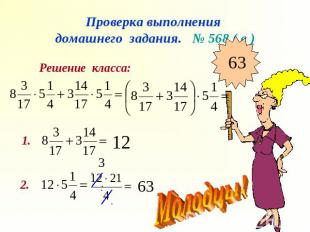 Проверка выполнения
домашнего задания. № 568 ( в )
63
Решение класса:
8 3/17 · 5 1/4 + 3 14/17 · 5 1/4 = ( 8 3/17 + 3 14/17 ) · 5 1/4 =
1. 8 3/17 + 3 14/17 = 12
3
2. 12 · 5 1/4 = 12 · 21/4 = 63
Молодцы!